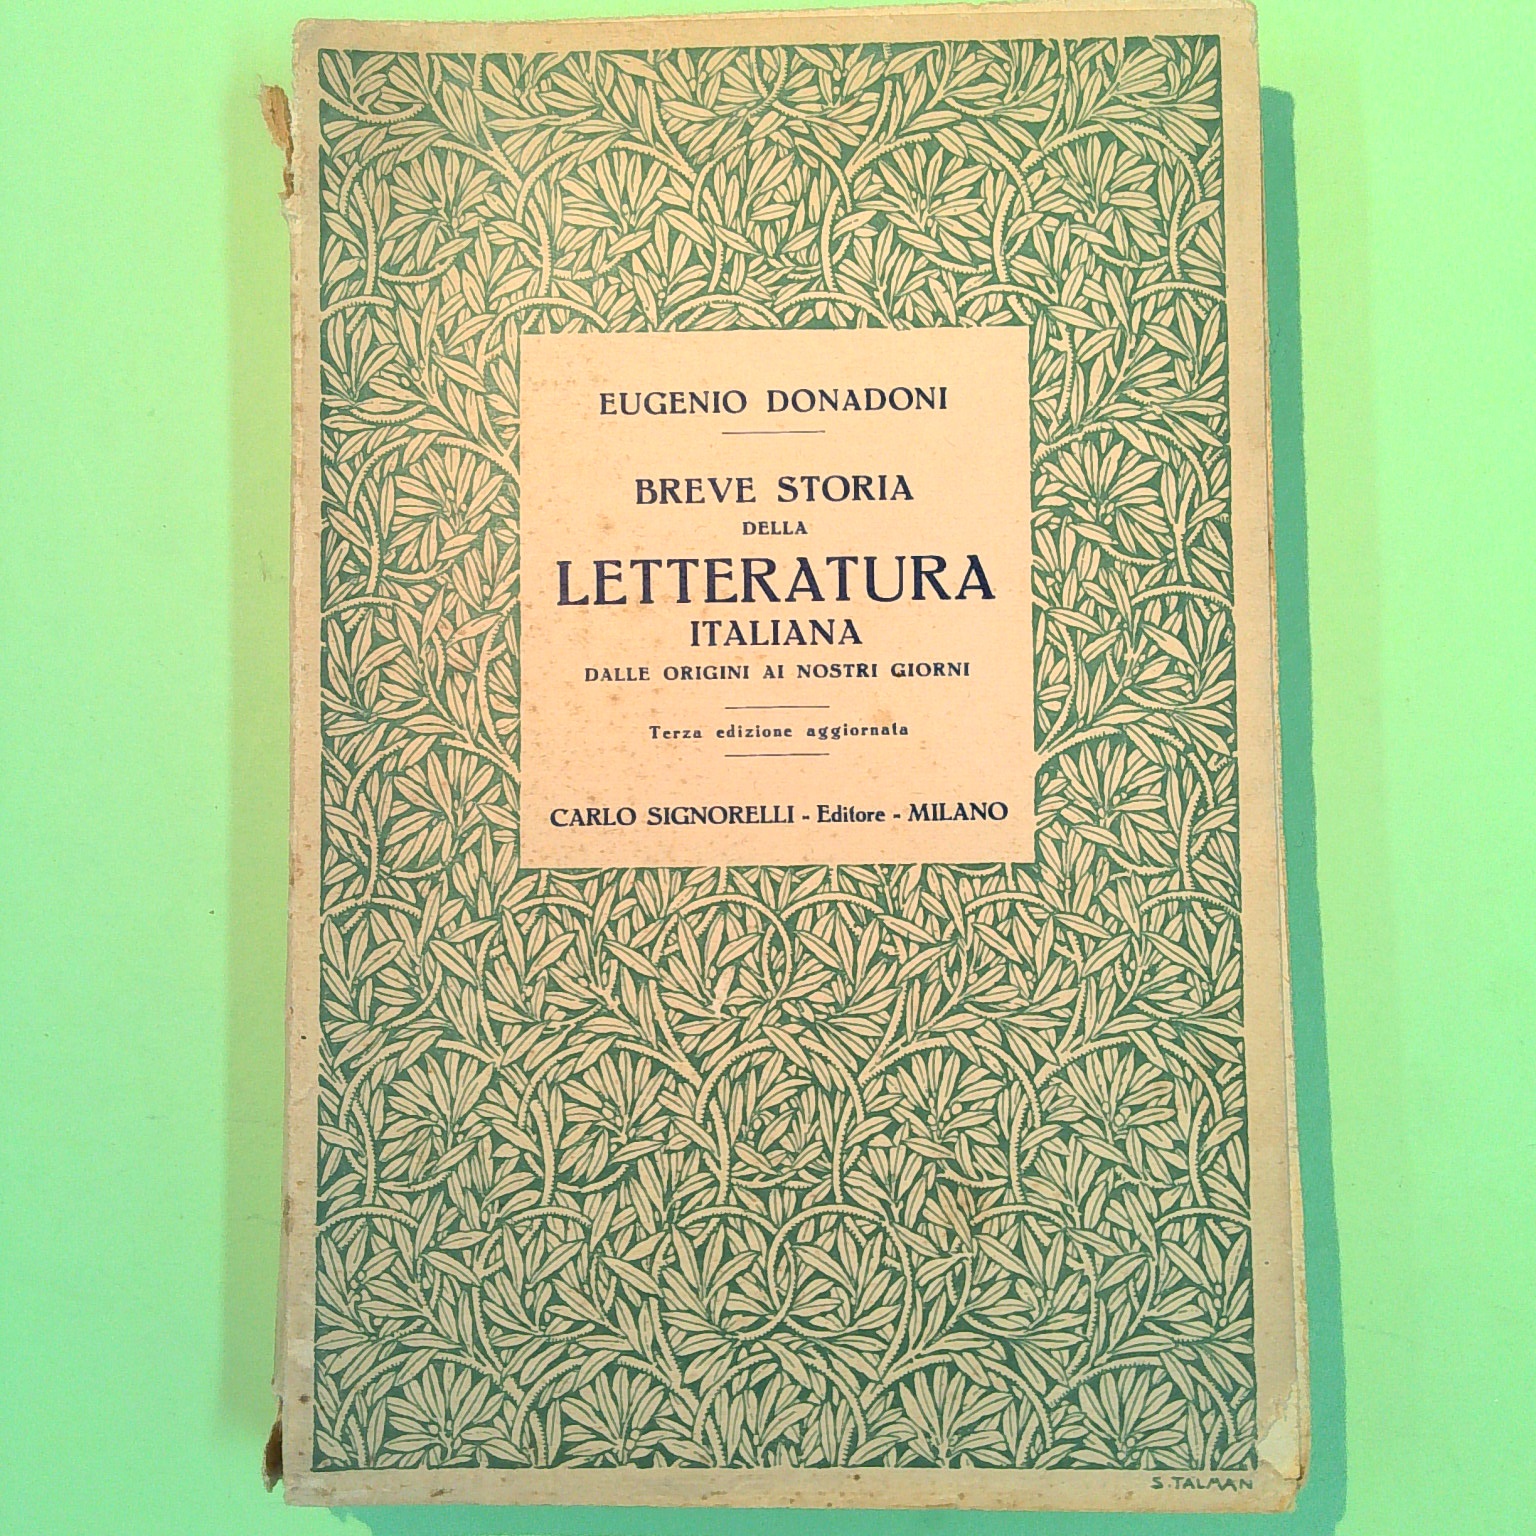 EUGENIO DONADONI
BREVE STORIA
DELLA
LETTERATURA
ITALIANA
DALLE ORIGINI AI NOSTRI GIORNI
Terza edizione aggiornata
CARLO SIGNORELLI - Editore - MILANO
S. TALMAN